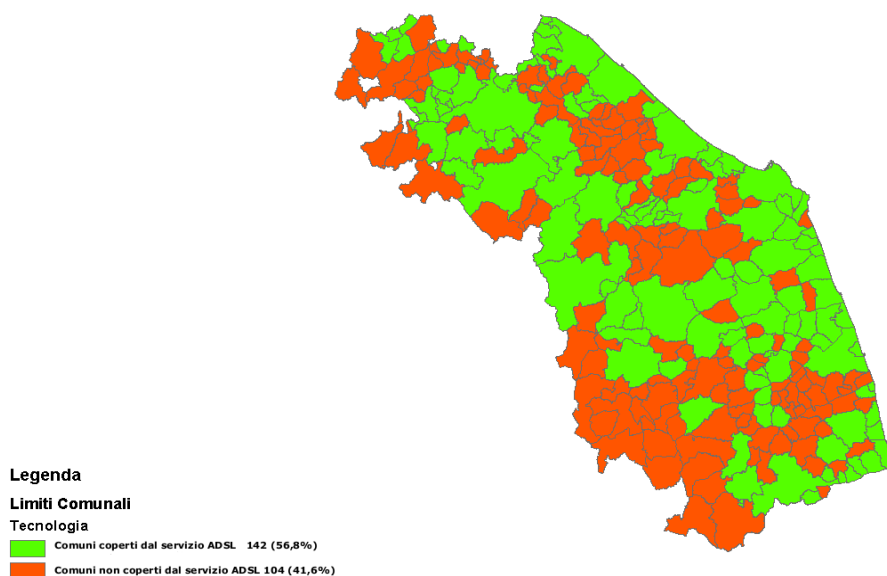 Legenda
Limiti Comunali
Tecnologia
Comuni coperti dal servizio ADSL 142 (56,8%)
Comuni non coperti dal servizio ADSL 104 (41,6%)